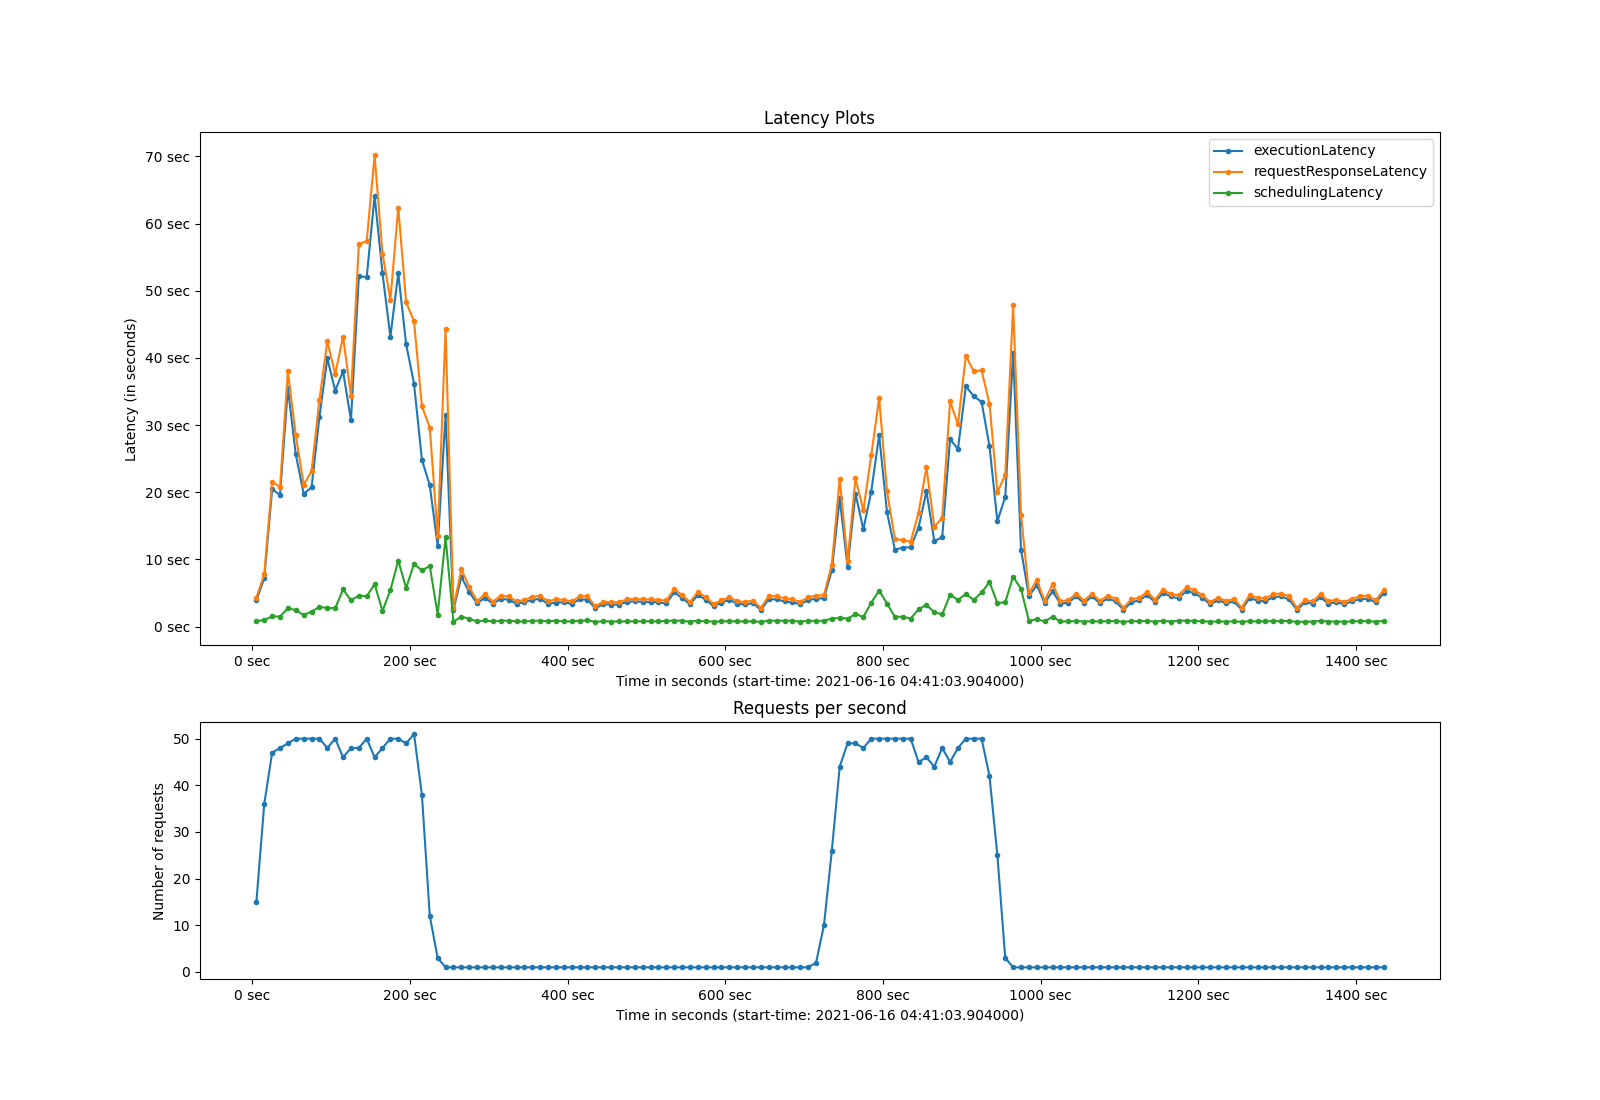 Latency Plots
70 sec
60 sec
50 sec
40 sec
30 sec
20 sec
10 sec
0 sec
Latency (in seconds)
executionLatency
requestResponseLatency
schedulingLatency
0 sec 200 sec 400 sec 600 sec 800 sec 1000 sec 1200 sec 1400 sec
Time in seconds (start-time: 2021-06-16 04:41:03.904000)
Requests per second
50
40
30
20
10
0
Number of requests
0 sec 200 sec 400 sec 600 sec 800 sec 1000 sec 1200 sec 1400 sec
Time in seconds (start-time: 2021-06-16 04:41:03.904000)